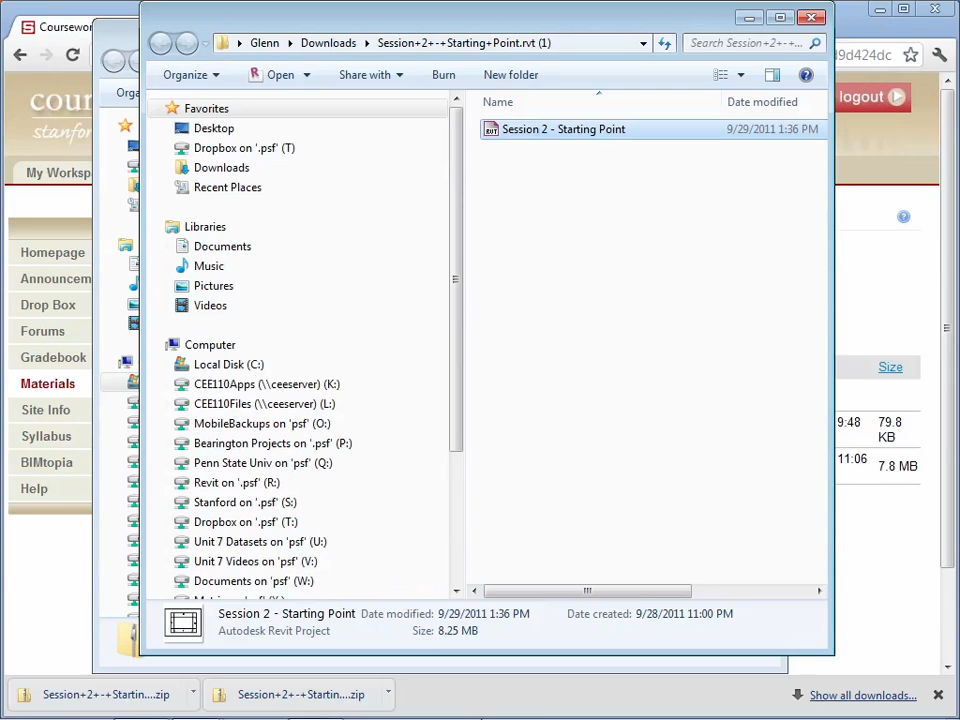 Coursework
9d424dc
Glenn Downloads Session+2+-+Starting+Point.rvt (1)
Search Session+2+-+...
Organize Open Share with Burn New folder
Orga
cour
stanfor
logout
My Worksp
Homepage
Announcem
Drop Box
Forums
Gradebook
Materials
Site Info
Syllabus
BIMtopia
Help
Favorites
Desktop
Dropbox on '.psf' (T)
Downloads
Recent Places
Libraries
Documents
Music
Pictures
Videos
Computer
Local Disk (C:)
CEE110Apps (\\ceeserver) (K:)
CEE110Files (\\ceeserver) (L:)
MobileBackups on 'psf' (O:)
Bearington Projects on '.psf' (P:)
Penn State Univ on 'psf' (Q:)
Revit on '.psf' (R:)
Stanford on '.psf' (S:)
Dropbox on '.psf' (T:)
Unit 7 Datasets on 'psf' (U:)
Unit 7 Videos on 'psf' (V:)
Documents on 'psf' (W:)
Name Date modified
Session 2 - Starting Point 9/29/2011 1:36 PM
RVT
Size
9:48 79.8
KB
11:06 7.8 MB
Session 2 - Starting Point Date modified: 9/29/2011 1:36 PM Date created: 9/28/2011 11:00 PM
Autodesk Revit Project Size: 8.25 MB
Session+2+-+Startin....zip Session+2+-+Startin....zip Show all downloads...